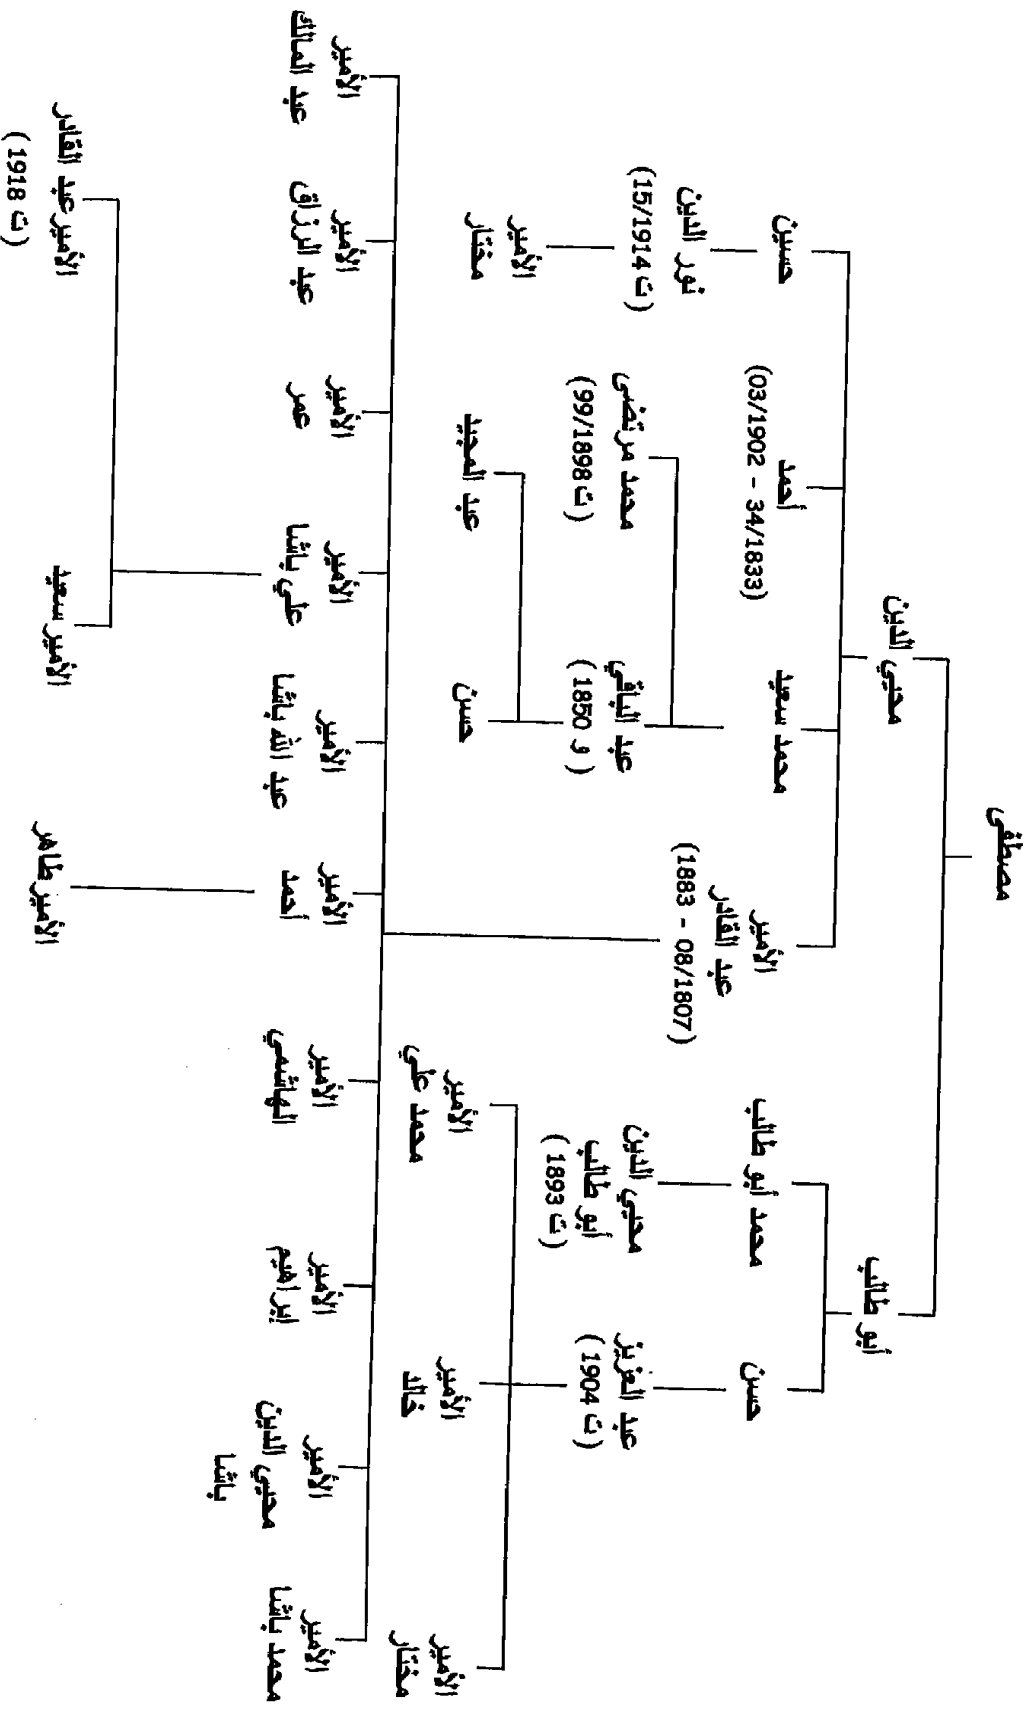 مصطفى
أبو طالب
محيي الدين
حسن
محمد أبو طالب
الأمير
عبد القادر
(1883 - 08/1807)
محمد سعيد
أحمد
(03/1902 - 34/1833)
حسين
عبد العزيز
(ت 1904)
محيي الدين
أبو طالب
(ت 1893)
عبد الباقي
(و 1850)
محمد مرتضى
(ت 99/1898)
نور الدين
(ت 15/1914)
الأمير
مختار
الأمير
خالد
الأمير
محمد علي
حسن
عبد المجيد
الأمير
مختار
الأمير
محمد باشا
الأمير
محيي الدين
باشا
الأمير
إبراهيم
الأمير
الهاشمي
الأمير
أحمد
الأمير
عبد الله باشا
الأمير
علي باشا
الأمير
عمر
الأمير
عبد الرزاق
الأمير
عبد المالك
الأمير طاهر
الأمير سعيد
الأمير عبد القادر
(ت 1918)